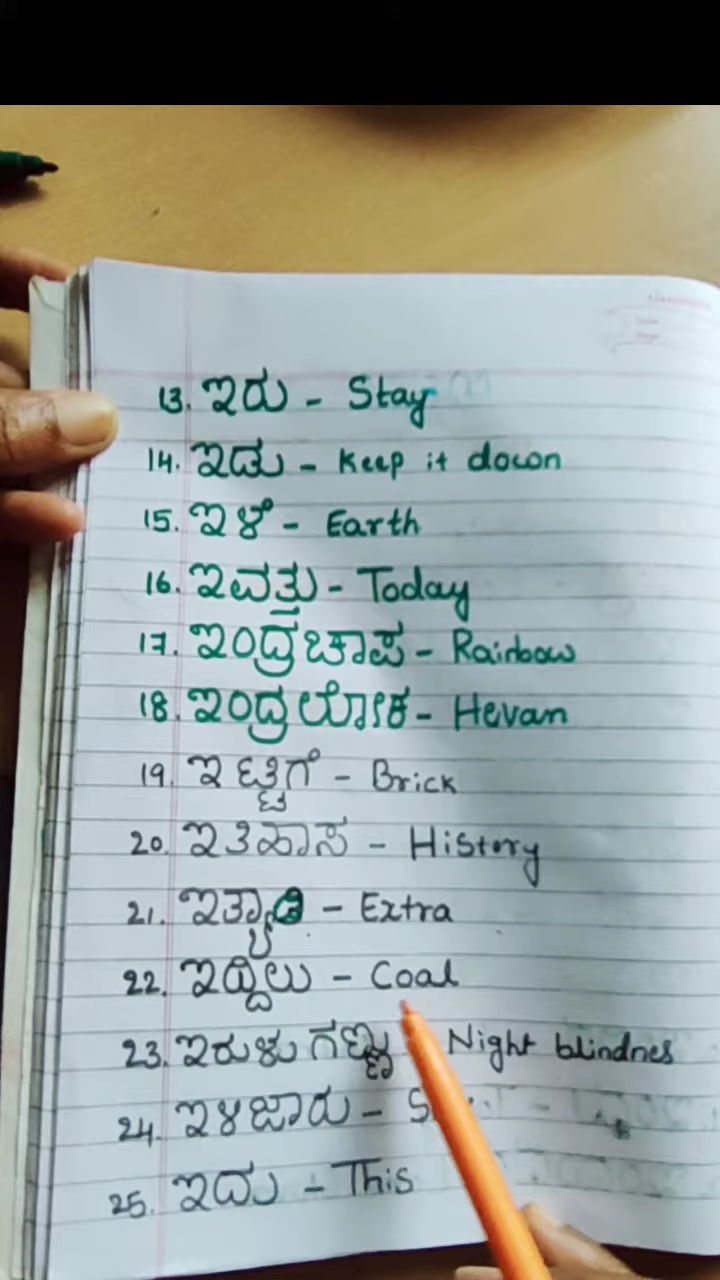 13. ಇರು - Stay
14. ಇಡು - Keep it down
15. ಇಳೆ - Earth
16. ಇವತ್ತು - Today
17. ಇಂದ್ರಚಾಪ - Rainbow
18. ಇಂದ್ರಲೋಕ - Hevan
19. ಇಟ್ಟಿಗೆ - Brick
20. ಇತಿಹಾಸ - History
21. ಇತ್ಯಾದಿ - Extra
22. ಇದ್ದಿಲು - Coal
23. ಇರುಳು ಗಣ್ಣು Night blindnes
24. ಇಳಿಜಾರು -
25. ಇದು - This